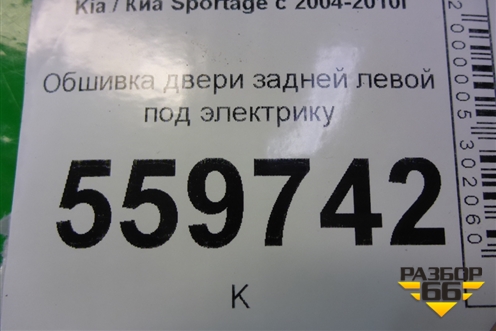 Kia / Киа Sportage с 2004-2010г
Обшивка двери задней левой
под электрику
559742
К
2000005302060
РАЗБОР
66